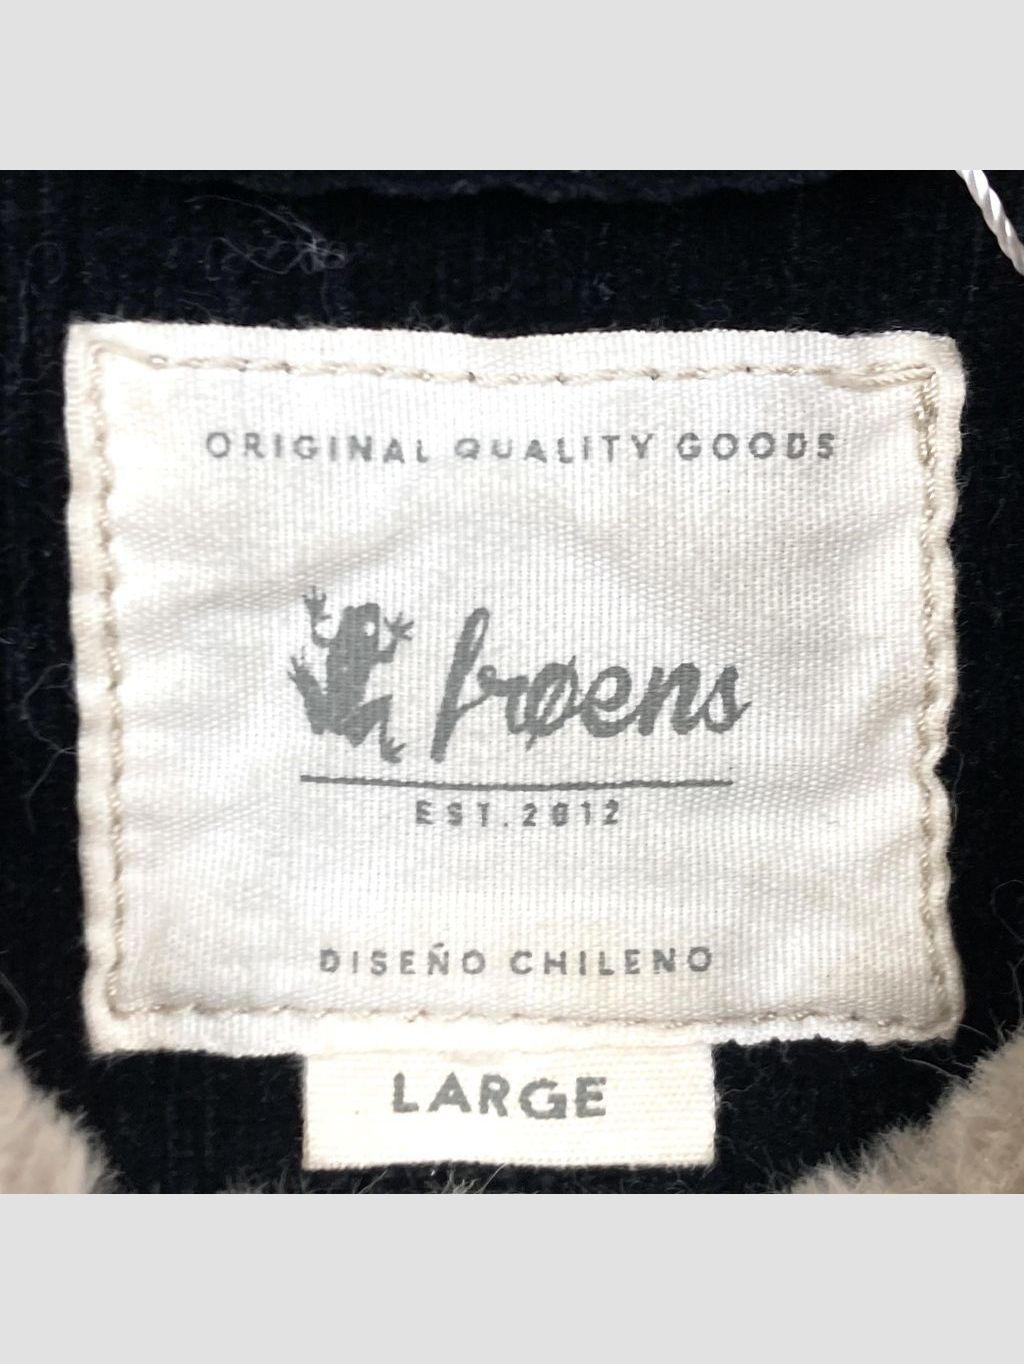 ORIGINAL QUALITY GOODS
frøens
EST.2012
DISEÑO CHILENO
LARGE